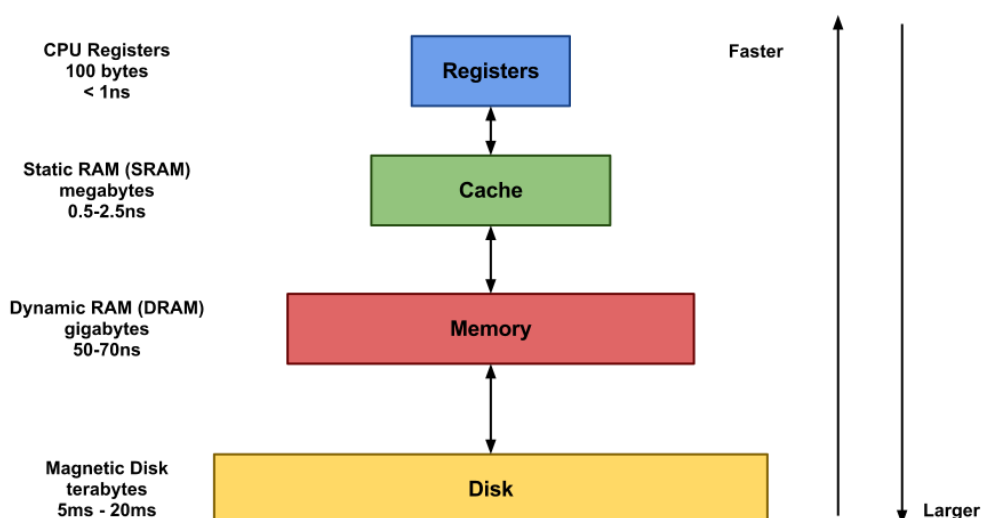 CPU Registers
100 bytes
< 1ns
Registers
Faster
Static RAM (SRAM)
megabytes
0.5-2.5ns
Cache
Dynamic RAM (DRAM)
gigabytes
50-70ns
Memory
Magnetic Disk
terabytes
5ms - 20ms
Disk
Larger